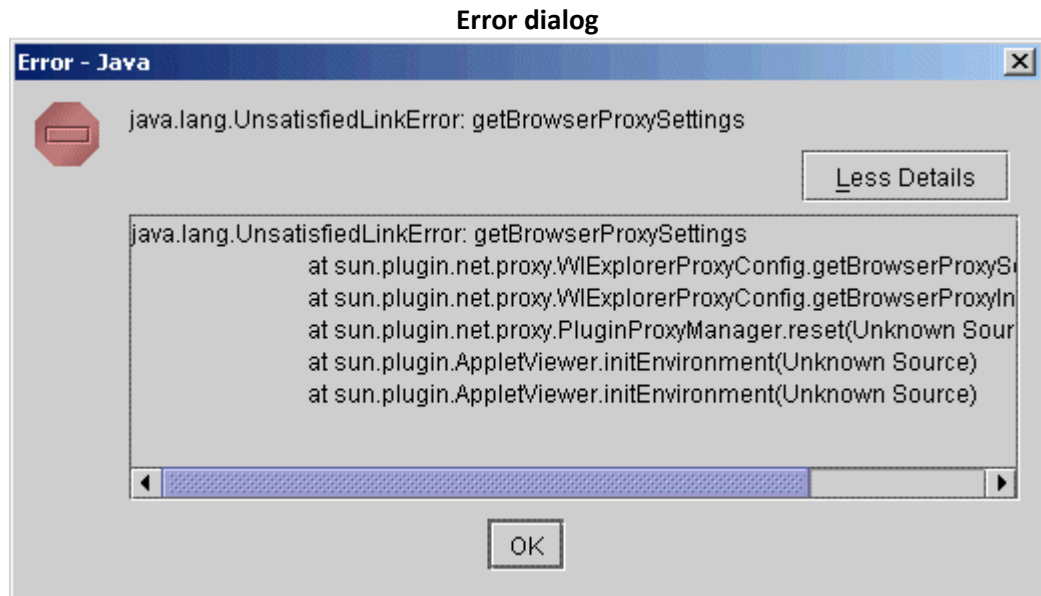 Error dialog
Error - Java
java.lang.UnsatisfiedLinkError: getBrowserProxySettings
Less Details
java.lang.UnsatisfiedLinkError: getBrowserProxySettings
at sun.plugin.net.proxy.WIExplorerProxyConfig.getBrowserProxyS
at sun.plugin.net.proxy.WIExplorerProxyConfig.getBrowserProxyIn
at sun.plugin.net.proxy.PluginProxyManager.reset(Unknown Sour
at sun.plugin.AppletViewer.initEnvironment(Unknown Source)
at sun.plugin.AppletViewer.initEnvironment(Unknown Source)
OK